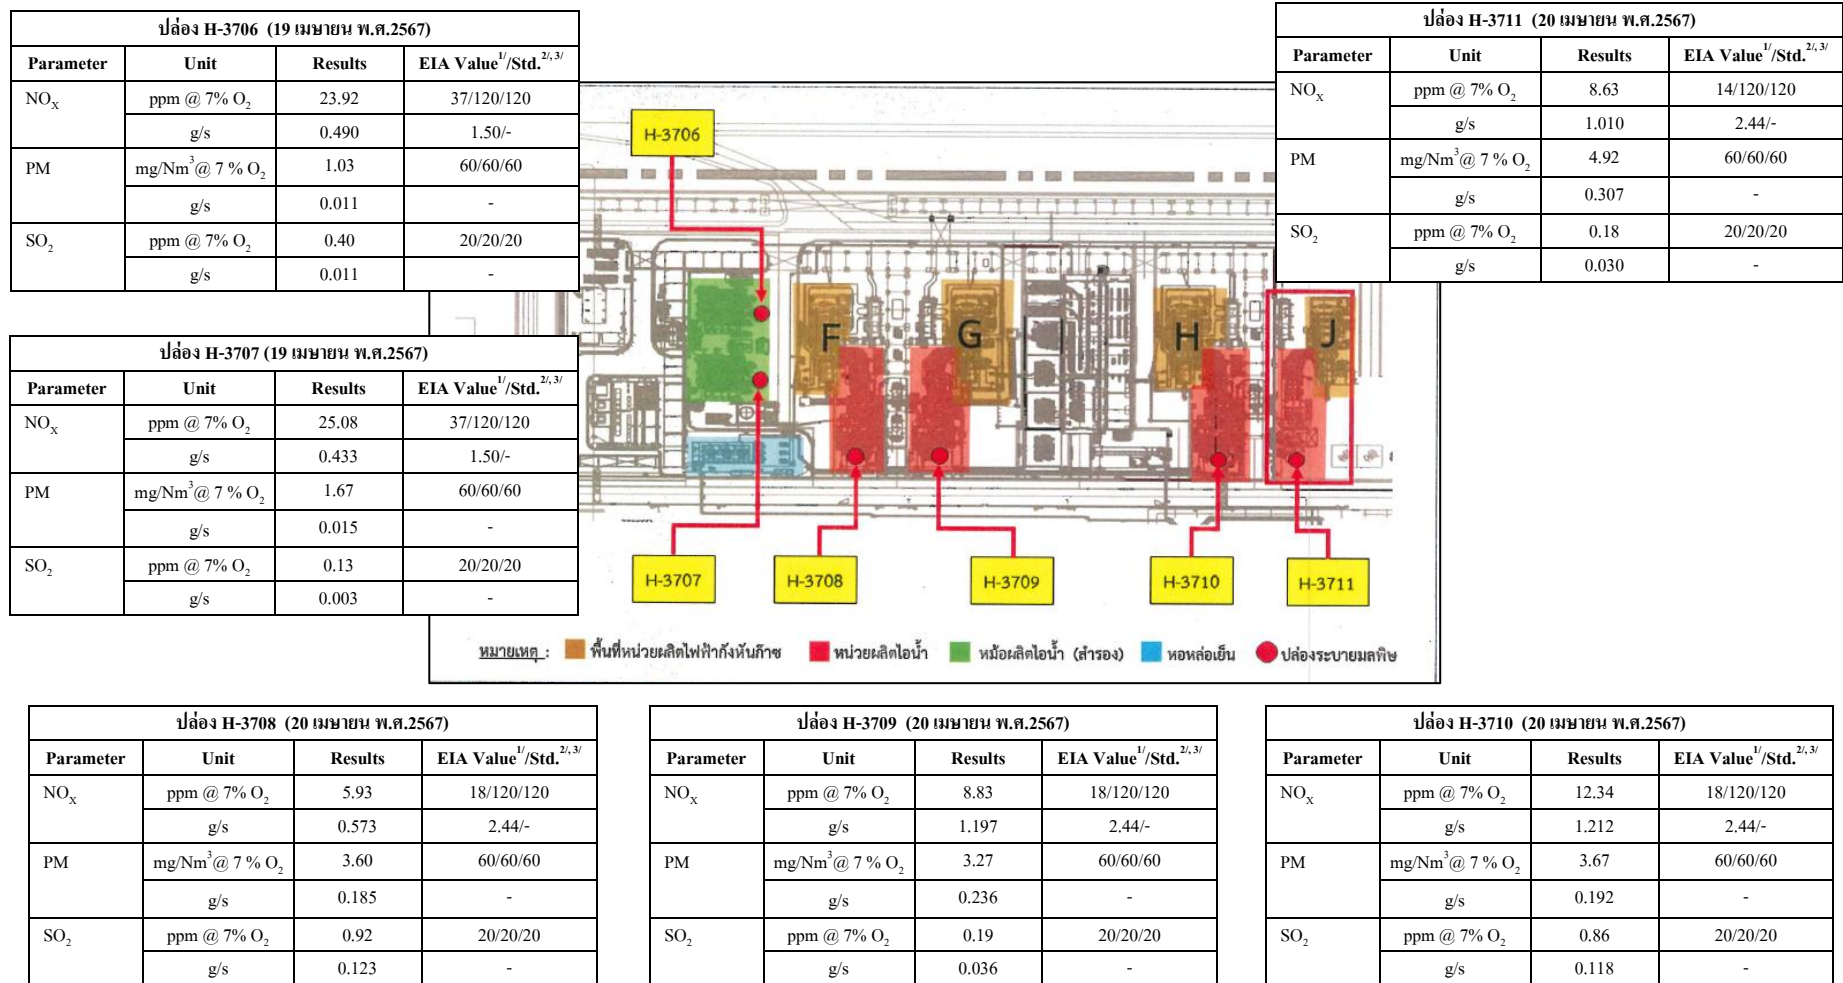 ปล่อง H-3706 (19 เมษายน พ.ศ.2567)
Parameter Unit Results EIA Value1/ /Std.2/, 3/
NOX ppm @ 7% O2 23.92 37/120/120
g/s 0.490 1.50/-
PM mg/Nm3@ 7 % O2 1.03 60/60/60
g/s 0.011 -
SO2 ppm @ 7% O2 0.40 20/20/20
g/s 0.011 -
ปล่อง H-3711 (20 เมษายน พ.ศ.2567)
Parameter Unit Results EIA Value1/ /Std.2/, 3/
NOX ppm @ 7% O2 8.63 14/120/120
g/s 1.010 2.44/-
PM mg/Nm3@ 7 % O2 4.92 60/60/60
g/s 0.307 -
SO2 ppm @ 7% O2 0.18 20/20/20
g/s 0.030 -
H-3706
F G H J
ปล่อง H-3707 (19 เมษายน พ.ศ.2567)
Parameter Unit Results EIA Value1/ /Std.2/, 3/
NOX ppm @ 7% O2 25.08 37/120/120
g/s 0.433 1.50/-
PM mg/Nm3@ 7 % O2 1.67 60/60/60
g/s 0.015 -
SO2 ppm @ 7% O2 0.13 20/20/20
g/s 0.003 -
H-3707 H-3708 H-3709 H-3710 H-3711
หมายเหตุ : พื้นที่หน่วยผลิตไฟฟ้ากังหันก๊าซ หน่วยผลิตไอน้ำ หม้อผลิตไอน้ำ (สำรอง) หอหล่อเย็น ปล่องระบายมลพิษ
ปล่อง H-3708 (20 เมษายน พ.ศ.2567)
Parameter Unit Results EIA Value1/ /Std.2/, 3/
NOX ppm @ 7% O2 5.93 18/120/120
g/s 0.573 2.44/-
PM mg/Nm3@ 7 % O2 3.60 60/60/60
g/s 0.185 -
SO2 ppm @ 7% O2 0.92 20/20/20
g/s 0.123 -
ปล่อง H-3709 (20 เมษายน พ.ศ.2567)
Parameter Unit Results EIA Value1/ /Std.2/, 3/
NOX ppm @ 7% O2 8.83 18/120/120
g/s 1.197 2.44/-
PM mg/Nm3@ 7 % O2 3.27 60/60/60
g/s 0.236 -
SO2 ppm @ 7% O2 0.19 20/20/20
g/s 0.036 -
ปล่อง H-3710 (20 เมษายน พ.ศ.2567)
Parameter Unit Results EIA Value1/ /Std.2/, 3/
NOX ppm @ 7% O2 12.34 18/120/120
g/s 1.212 2.44/-
PM mg/Nm3@ 7 % O2 3.67 60/60/60
g/s 0.192 -
SO2 ppm @ 7% O2 0.86 20/20/20
g/s 0.118 -